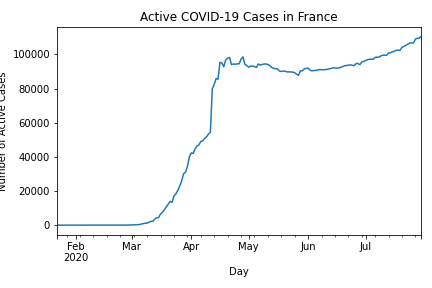 Active COVID-19 Cases in France
Number of Active Cases
100000
80000
60000
40000
20000
0
Feb Mar Apr May Jun Jul
2020
Day